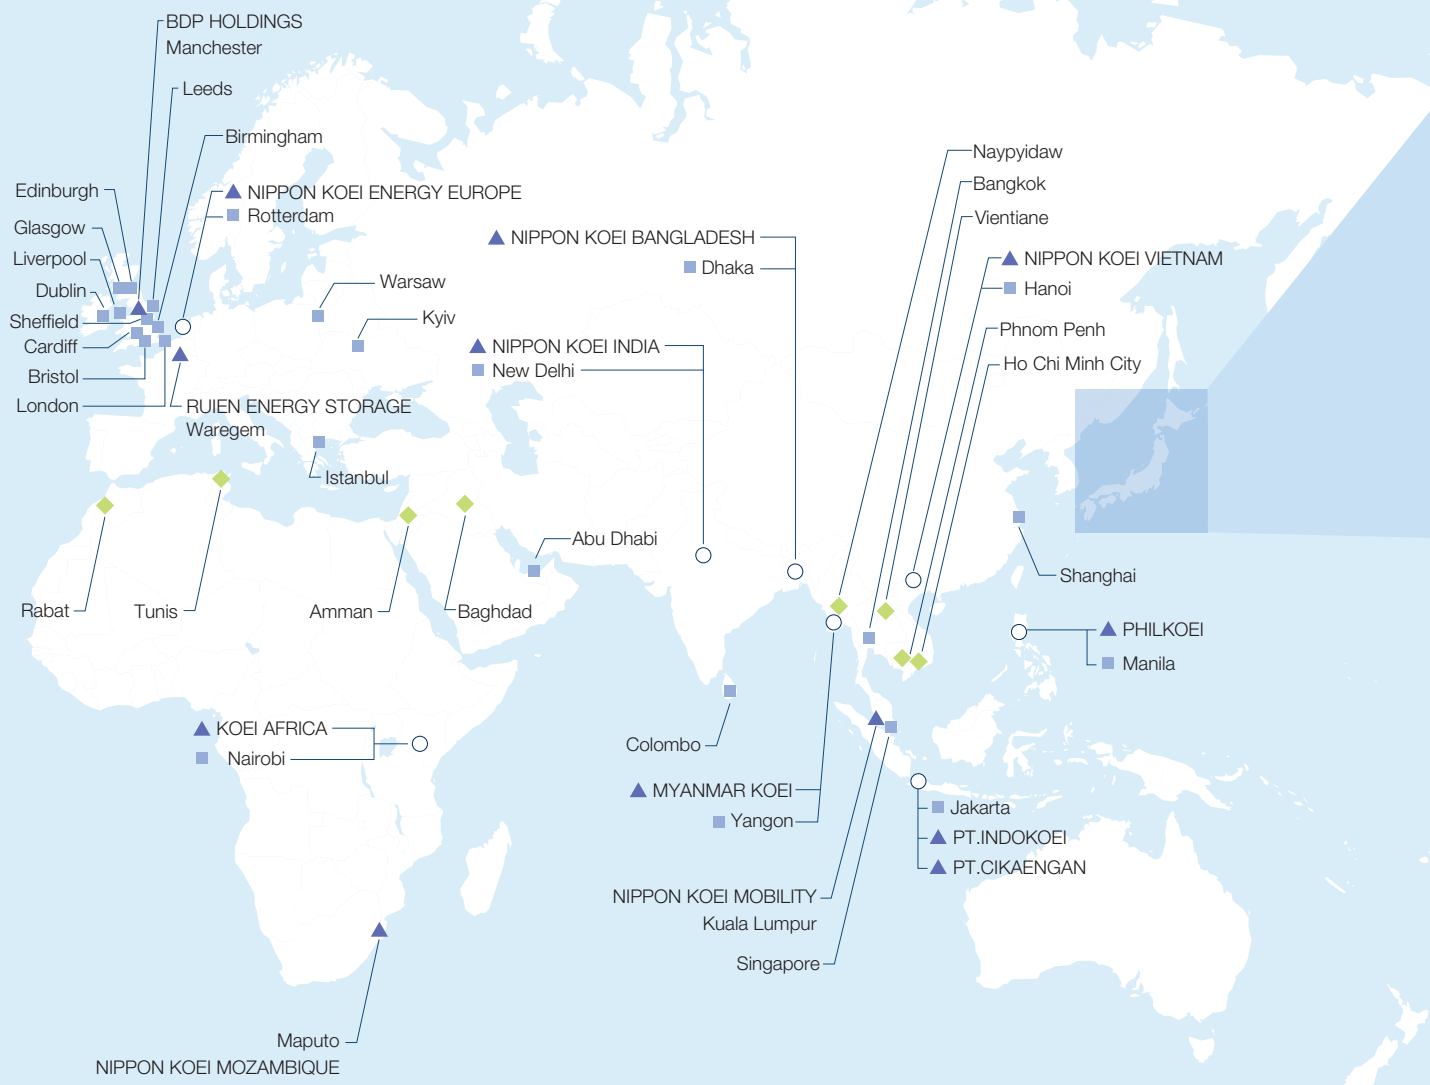 BDP HOLDINGS
Manchester
Leeds
Birmingham
Edinburgh
Glasgow
Liverpool
Dublin
Sheffield
Cardiff
Bristol
London
NIPPON KOEI ENERGY EUROPE
Rotterdam
Warsaw
Kyiv
RUIEN ENERGY STORAGE
Waregem
Istanbul
NIPPON KOEI BANGLADESH
Dhaka
NIPPON KOEI INDIA
New Delhi
Naypyidaw
Bangkok
Vientiane
NIPPON KOEI VIETNAM
Hanoi
Phnom Penh
Ho Chi Minh City
Abu Dhabi
Shanghai
Rabat
Tunis
Amman
Baghdad
PHILKOEI
Manila
KOEI AFRICA
Nairobi
Colombo
MYANMAR KOEI
Yangon
Jakarta
PT.INDOKOEI
PT.CIKAENGAN
NIPPON KOEI MOBILITY
Kuala Lumpur
Singapore
Maputo
NIPPON KOEI MOZAMBIQUE